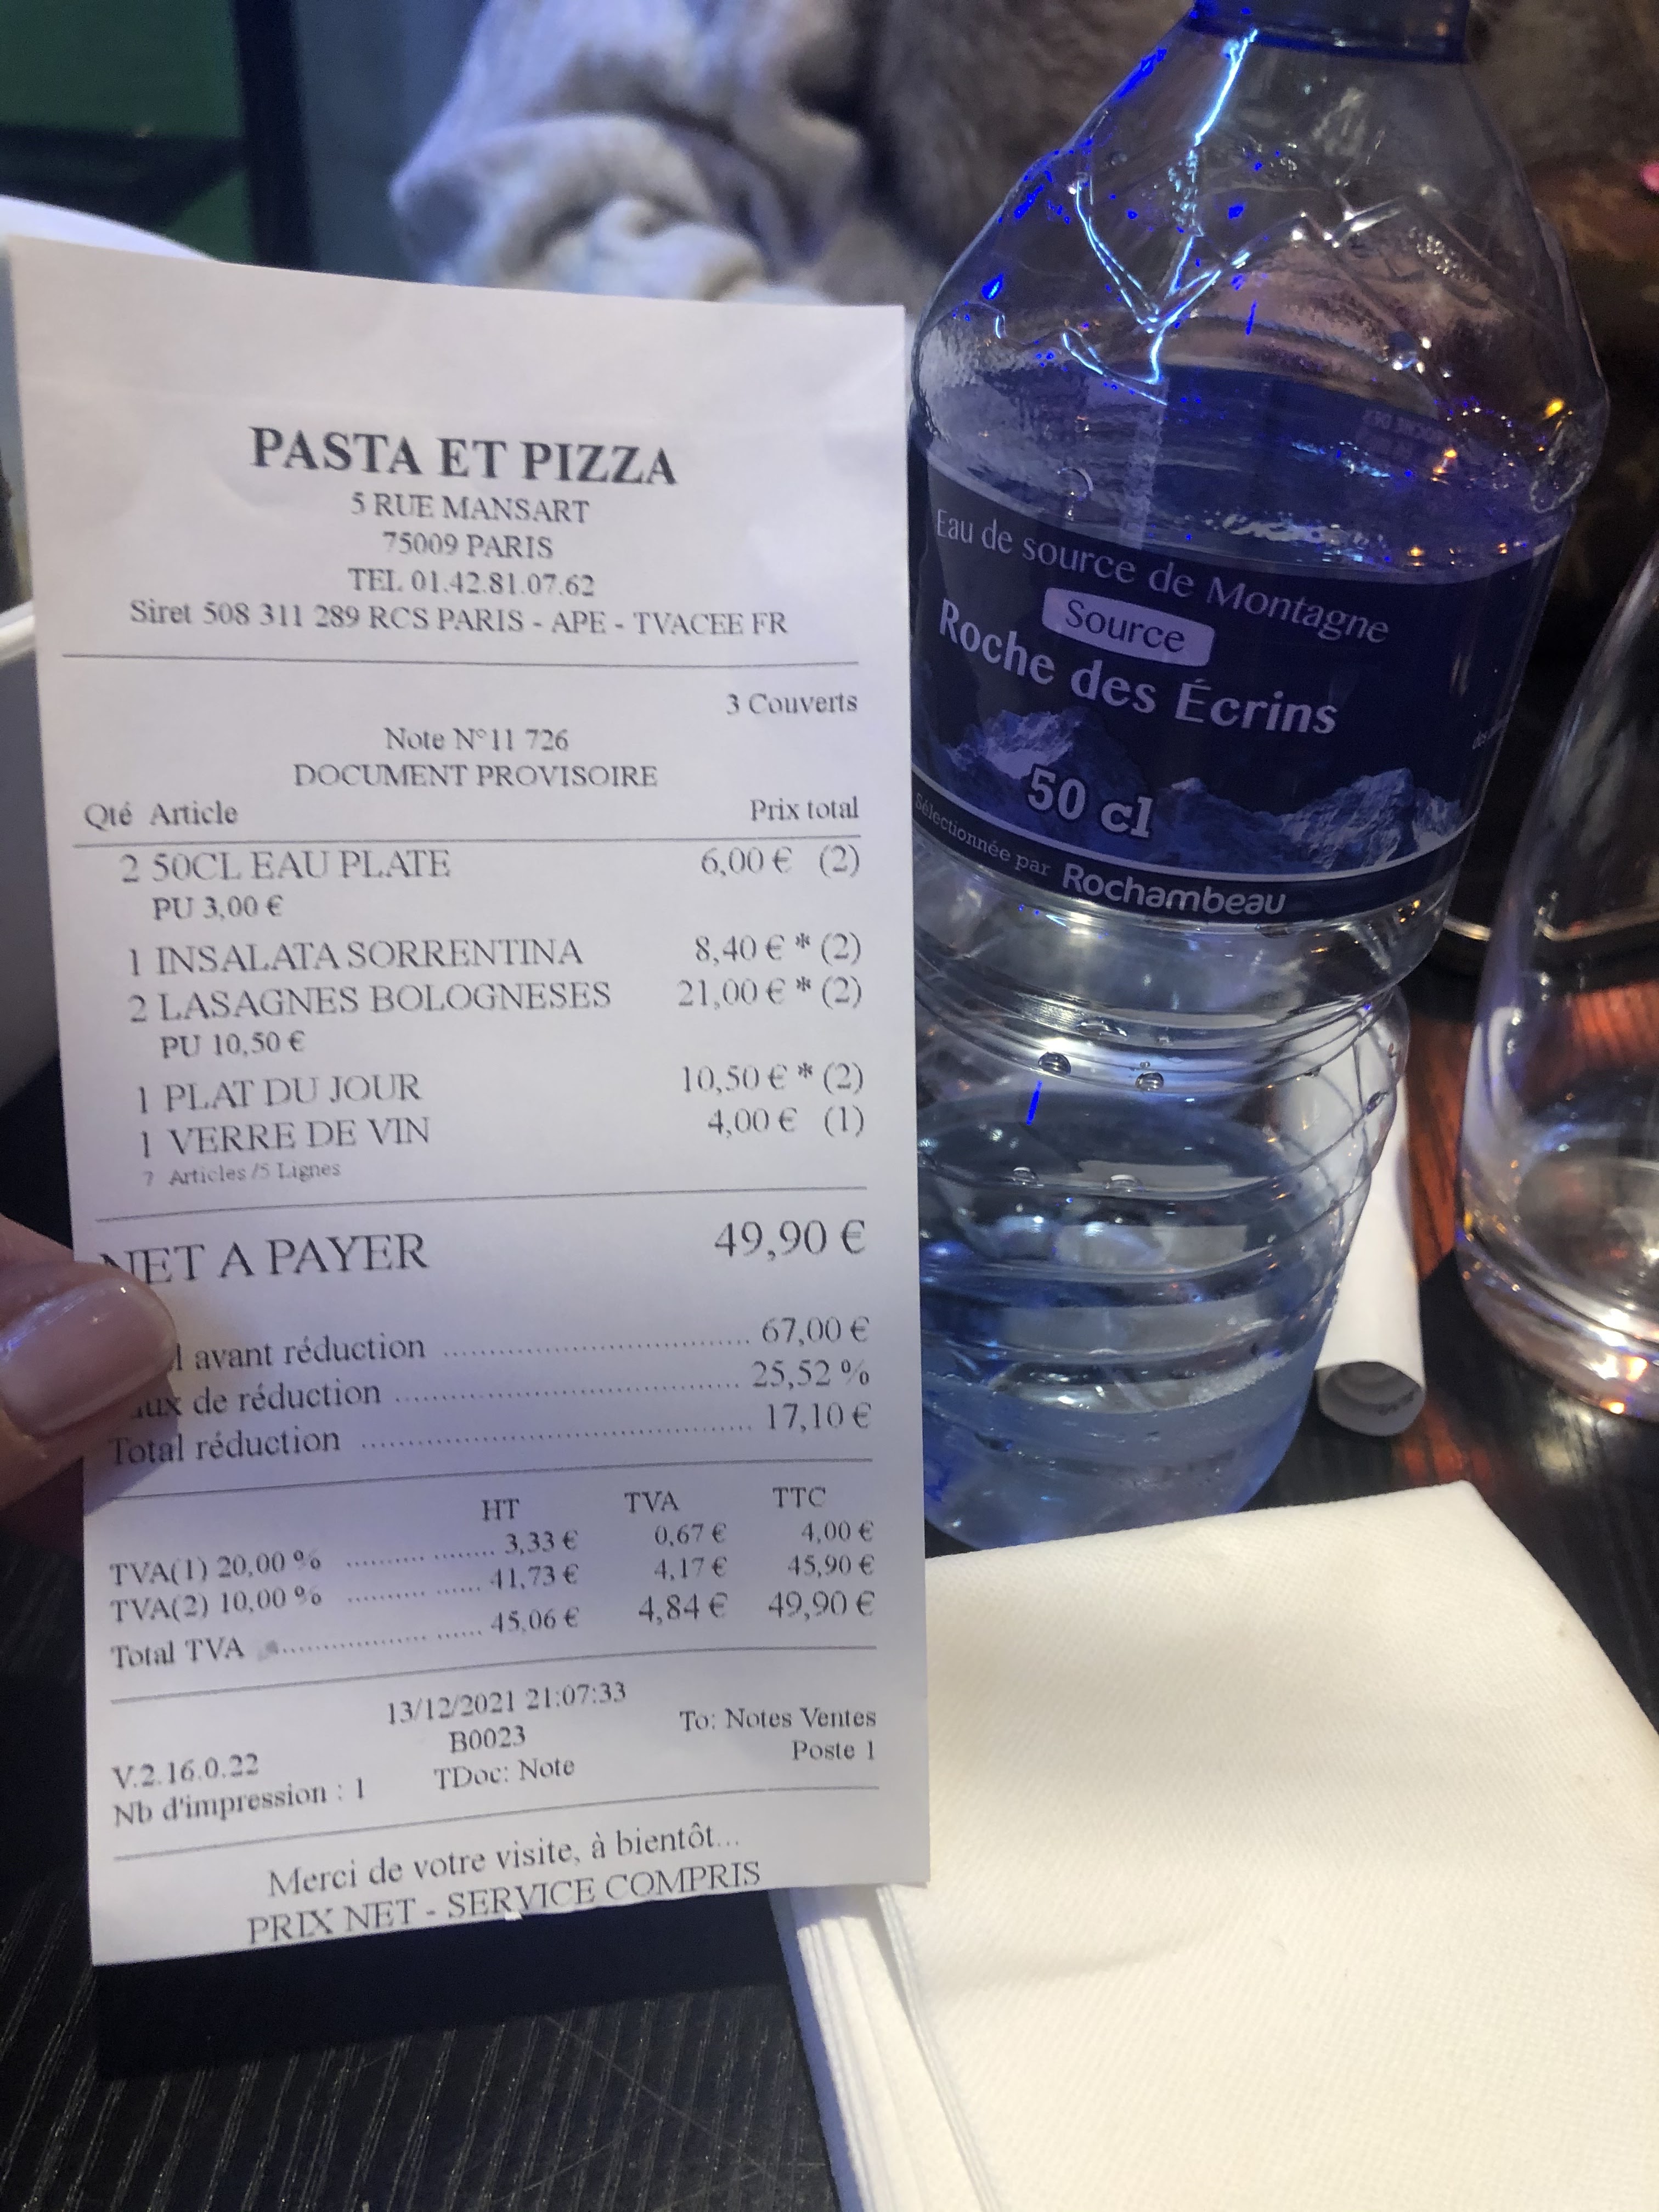 PASTA ET PIZZA
5 RUE MANSART
75009 PARIS
TEL 01.42.81.07.62
Siret 508 311 289 RCS PARIS - APE - TVACEE FR
3 Couverts
Note N°11 726
DOCUMENT PROVISOIRE
Qté Article Prix total
2 50CL EAU PLATE 6,00 € (2)
PU 3,00 €
1 INSALATA SORRENTINA 8,40 € * (2)
2 LASAGNES BOLOGNESES 21,00 € * (2)
PU 10,50 €
1 PLAT DU JOUR 10,50 € * (2)
1 VERRE DE VIN 4,00 € (1)
7 Articles /5 Lignes
NET A PAYER 49,90 €
avant réduction 67,00 €
de réduction 25,52 %
Total réduction 17,10 €
HT TVA TTC
TVA(1) 20,00 % 3,33 € 0,67 € 4,00 €
TVA(2) 10,00 % 41,73 € 4,17 € 45,90 €
Total TVA 45,06 € 4,84 € 49,90 €
13/12/2021 21:07:33
V.2.16.0.22 B0023 To: Notes Ventes
Nb d'impression : 1 TDoc: Note Poste 1
Merci de votre visite, à bientôt...
PRIX NET - SERVICE COMPRIS
Eau de source de Montagne
Source
Roche des Écrins
50 cl
Sélectionnée par Rochambeau